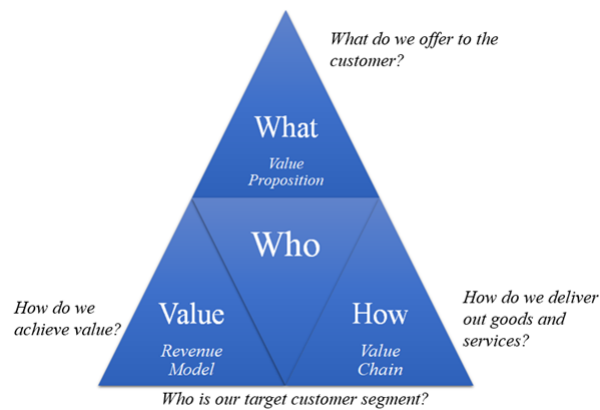 What do we offer to the
customer?
What
Value
Proposition
Who
How do we
achieve value?
Value
Revenue
Model
How
Value
Chain
How do we deliver
out goods and
services?
Who is our target customer segment?